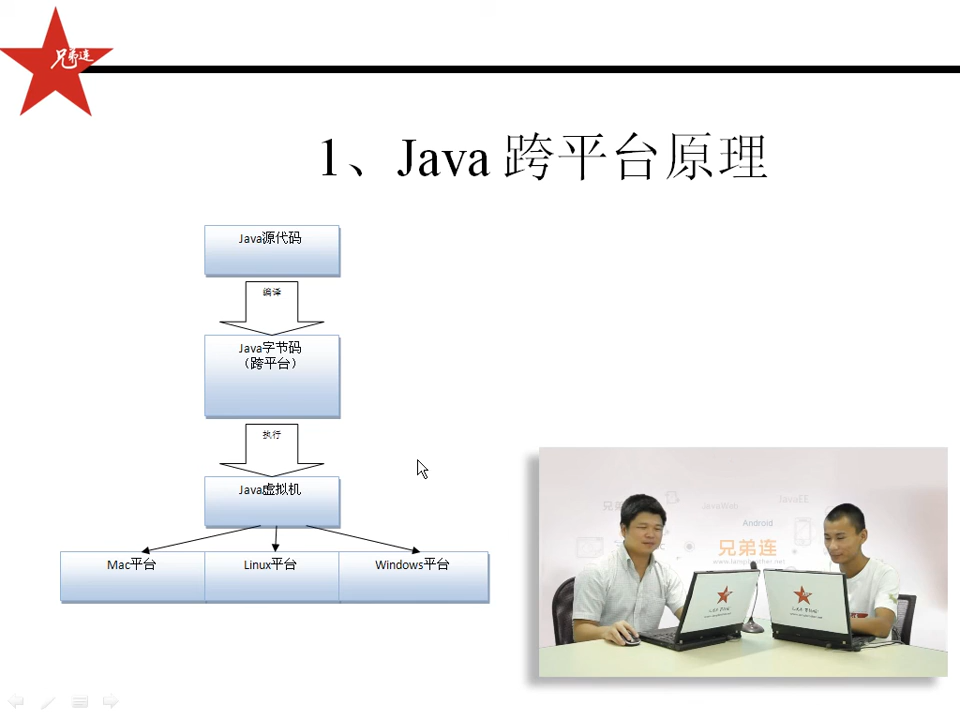 兄弟连
1、Java 跨平台原理
Java源代码
编译
Java字节码
（跨平台）
执行
Java虚拟机
Mac平台
Linux平台
Windows平台
JavaWeb
JavaEE
Android
兄弟连